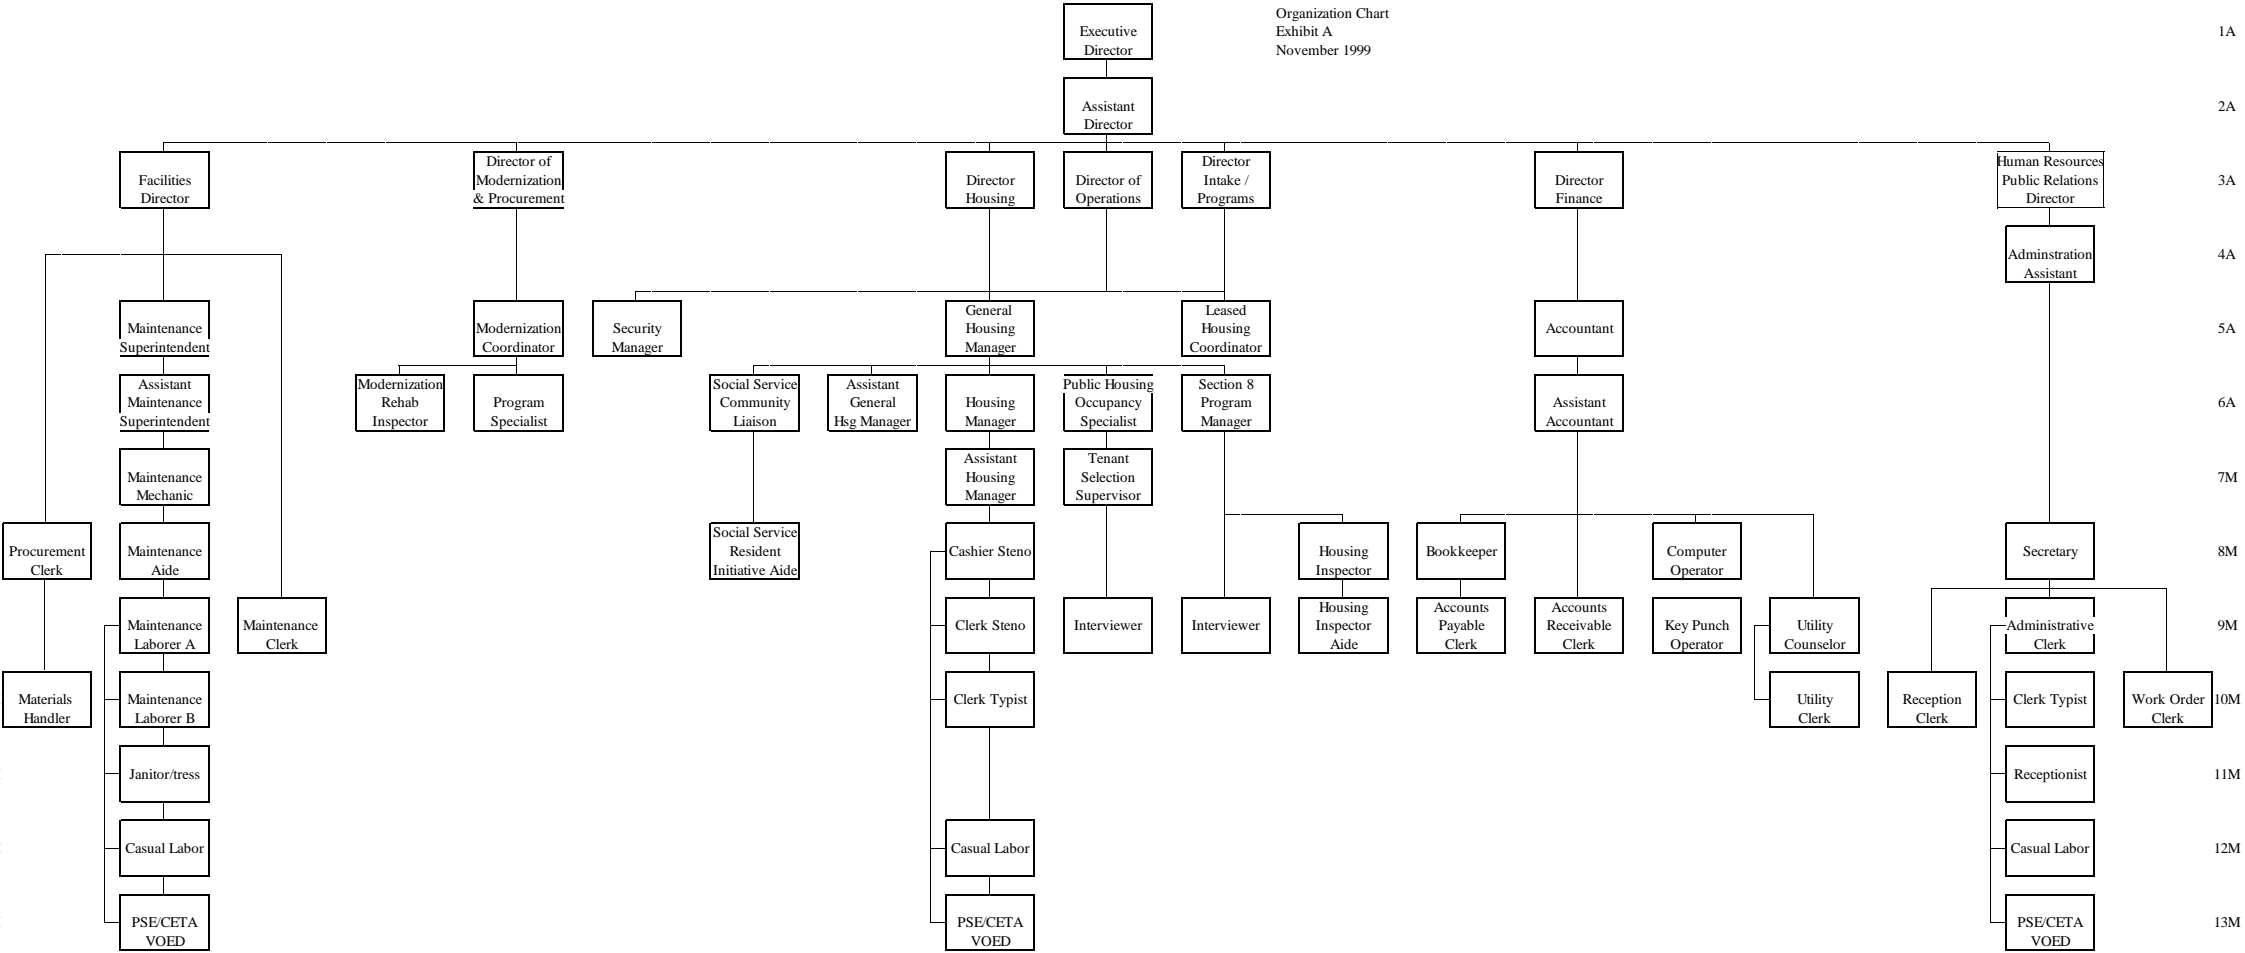 Organization Chart
Exhibit A
November 1999
Executive
Director
1A
Assistant
Director
2A
Facilities
Director
Director of
Modernization
& Procurement
Director
Housing
Director of
Operations
Director
Intake /
Programs
Director
Finance
Human Resources
Public Relations
Director
3A
Adminstration
Assistant
4A
Maintenance
Superintendent
Modernization
Coordinator
Security
Manager
General
Housing
Manager
Leased
Housing
Coordinator
Accountant
5A
Assistant
Maintenance
Superintendent
Modernization
Rehab
Inspector
Program
Specialist
Social Service
Community
Liaison
Assistant
General
Hsg Manager
Housing
Manager
Public Housing
Occupancy
Specialist
Section 8
Program
Manager
Assistant
Accountant
6A
Maintenance
Mechanic
Assistant
Housing
Manager
Tenant
Selection
Supervisor
7M
Procurement
Clerk
Maintenance
Aide
Social Service
Resident
Initiative Aide
Cashier Steno
Housing
Inspector
Bookkeeper
Computer
Operator
Secretary
8M
Maintenance
Laborer A
Maintenance
Clerk
Clerk Steno
Interviewer
Interviewer
Housing
Inspector
Aide
Accounts
Payable
Clerk
Accounts
Receivable
Clerk
Key Punch
Operator
Utility
Counselor
Administrative
Clerk
9M
Materials
Handler
Maintenance
Laborer B
Clerk Typist
Utility
Clerk
Reception
Clerk
Clerk Typist
Work Order
Clerk
10M
Janitor/tress
Receptionist
11M
Casual Labor
Casual Labor
Casual Labor
12M
PSE/CETA
VOED
PSE/CETA
VOED
PSE/CETA
VOED
13M